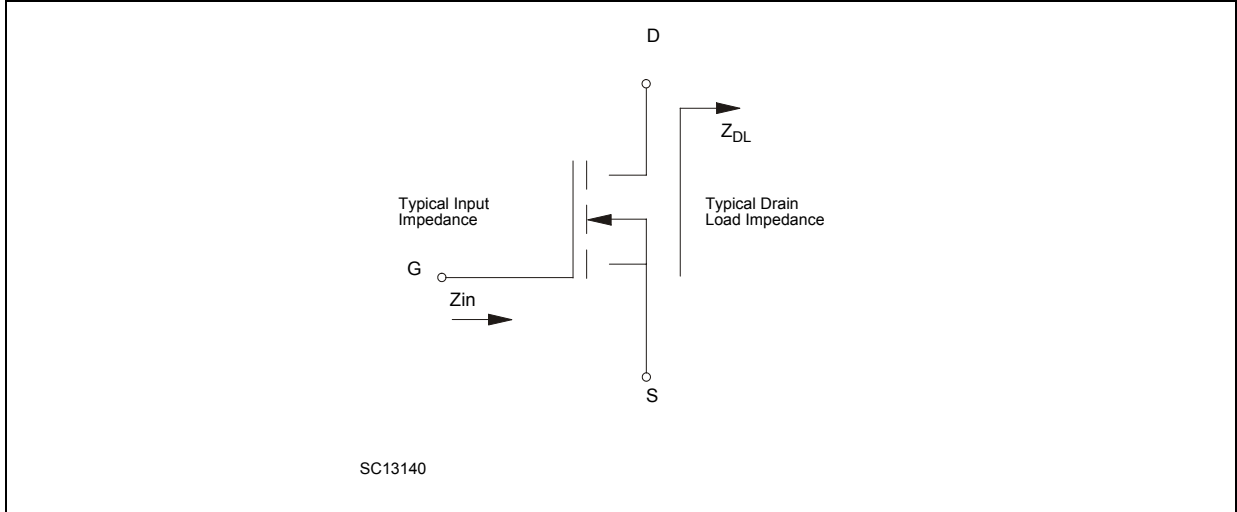 D
Z_DL
Typical Input
Impedance
Typical Drain
Load Impedance
G
Zin
S
SC13140